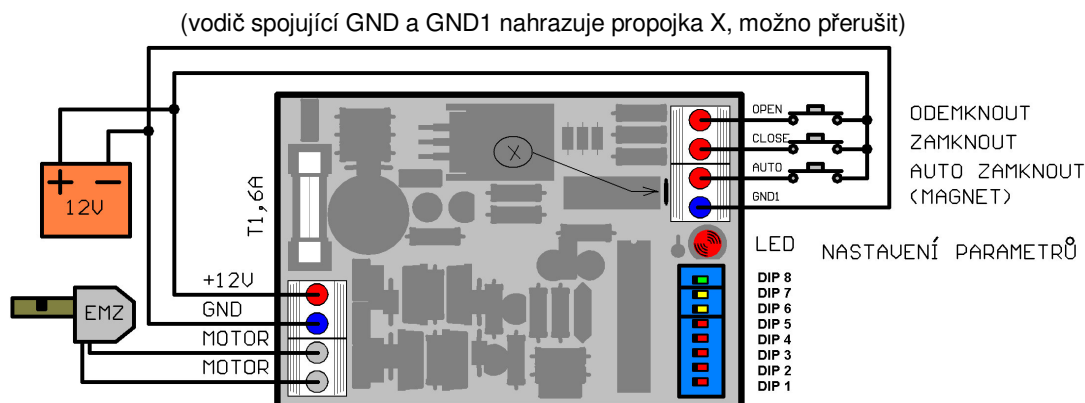 (vodič spojující GND a GND1 nahrazuje propojka X, možno přerušit)
OPEN
ODEMKNOUT
CLOSE
ZAMKNOUT
AUTO
AUTO ZAMKNOUT
(MAGNET)
GND1
X
+ −
12V
T1,6A
LED
NASTAVENÍ PARAMETRŮ
+12V
GND
MOTOR
MOTOR
EMZ
DIP 8
DIP 7
DIP 6
DIP 5
DIP 4
DIP 3
DIP 2
DIP 1